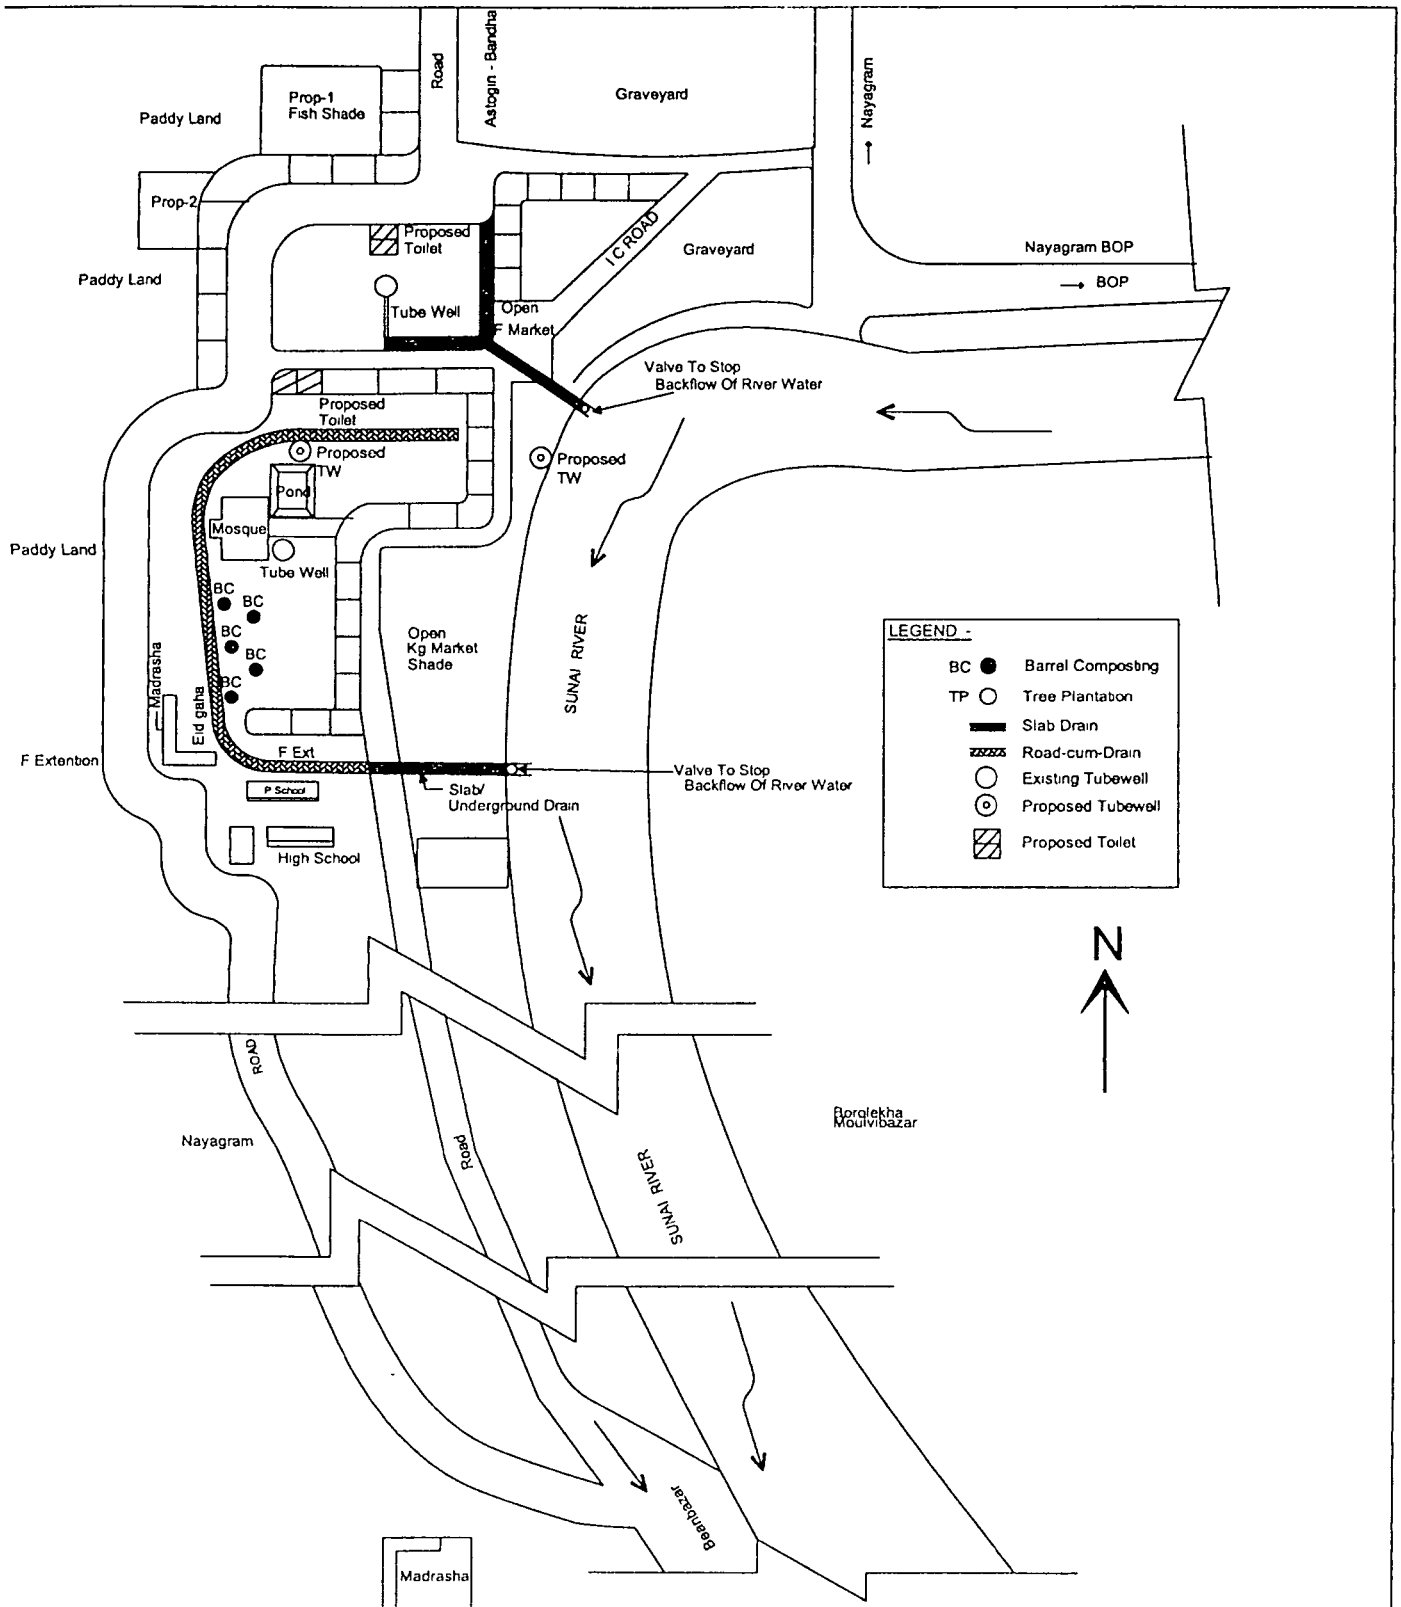 Road
Astogin - Bandha
Graveyard
Nayagram
Prop-1
Fish Shade
Paddy Land
Prop-2
Proposed
Toilet
I C ROAD
Graveyard
Nayagram BOP
BOP
Paddy Land
Tube Well
Open
F Market
Valve To Stop
Backflow Of River Water
Proposed
Toilet
Proposed
TW
Proposed
TW
Pond
Mosque
Paddy Land
Tube Well
BC
BC
BC
BC
BC
Open
Kg Market
Shade
SUNAI RIVER
Madrasha
Eid gaha
F Extention
F Ext
Valve To Stop
Backflow Of River Water
P School
Slab/
Underground Drain
High School
LEGEND -
BC Barrel Composting
TP Tree Plantation
Slab Drain
Road-cum-Drain
Existing Tubewell
Proposed Tubewell
Proposed Toilet
N
ROAD
Nayagram
Road
Borolekha
Moulvibazar
SUNAI RIVER
Beanbazar
Madrasha